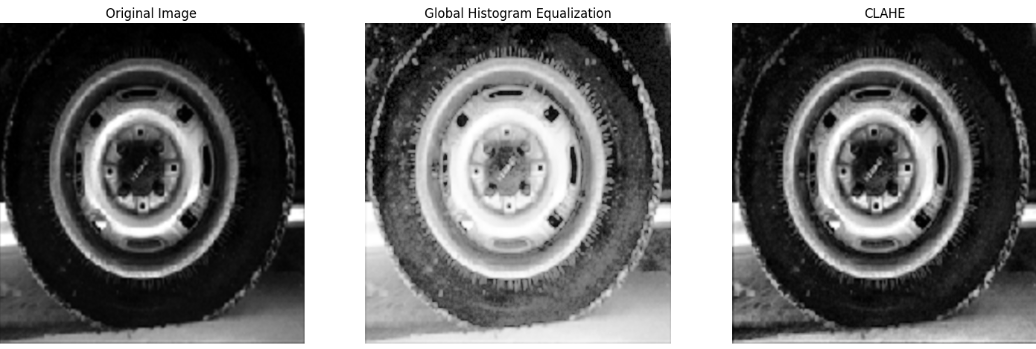 Original Image
Global Histogram Equalization
CLAHE